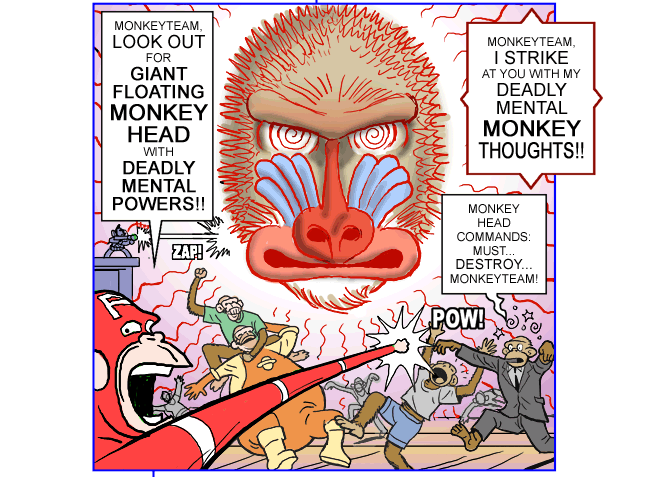 MONKEYTEAM,
LOOK OUT
FOR
GIANT
FLOATING
MONKEY
HEAD
WITH
DEADLY
MENTAL
POWERS!!
MONKEYTEAM,
I STRIKE
AT YOU WITH MY
DEADLY
MENTAL
MONKEY
THOUGHTS!!
MONKEY
HEAD
COMMANDS:
MUST...
DESTROY...
MONKEYTEAM!
ZAP!
POW!
F